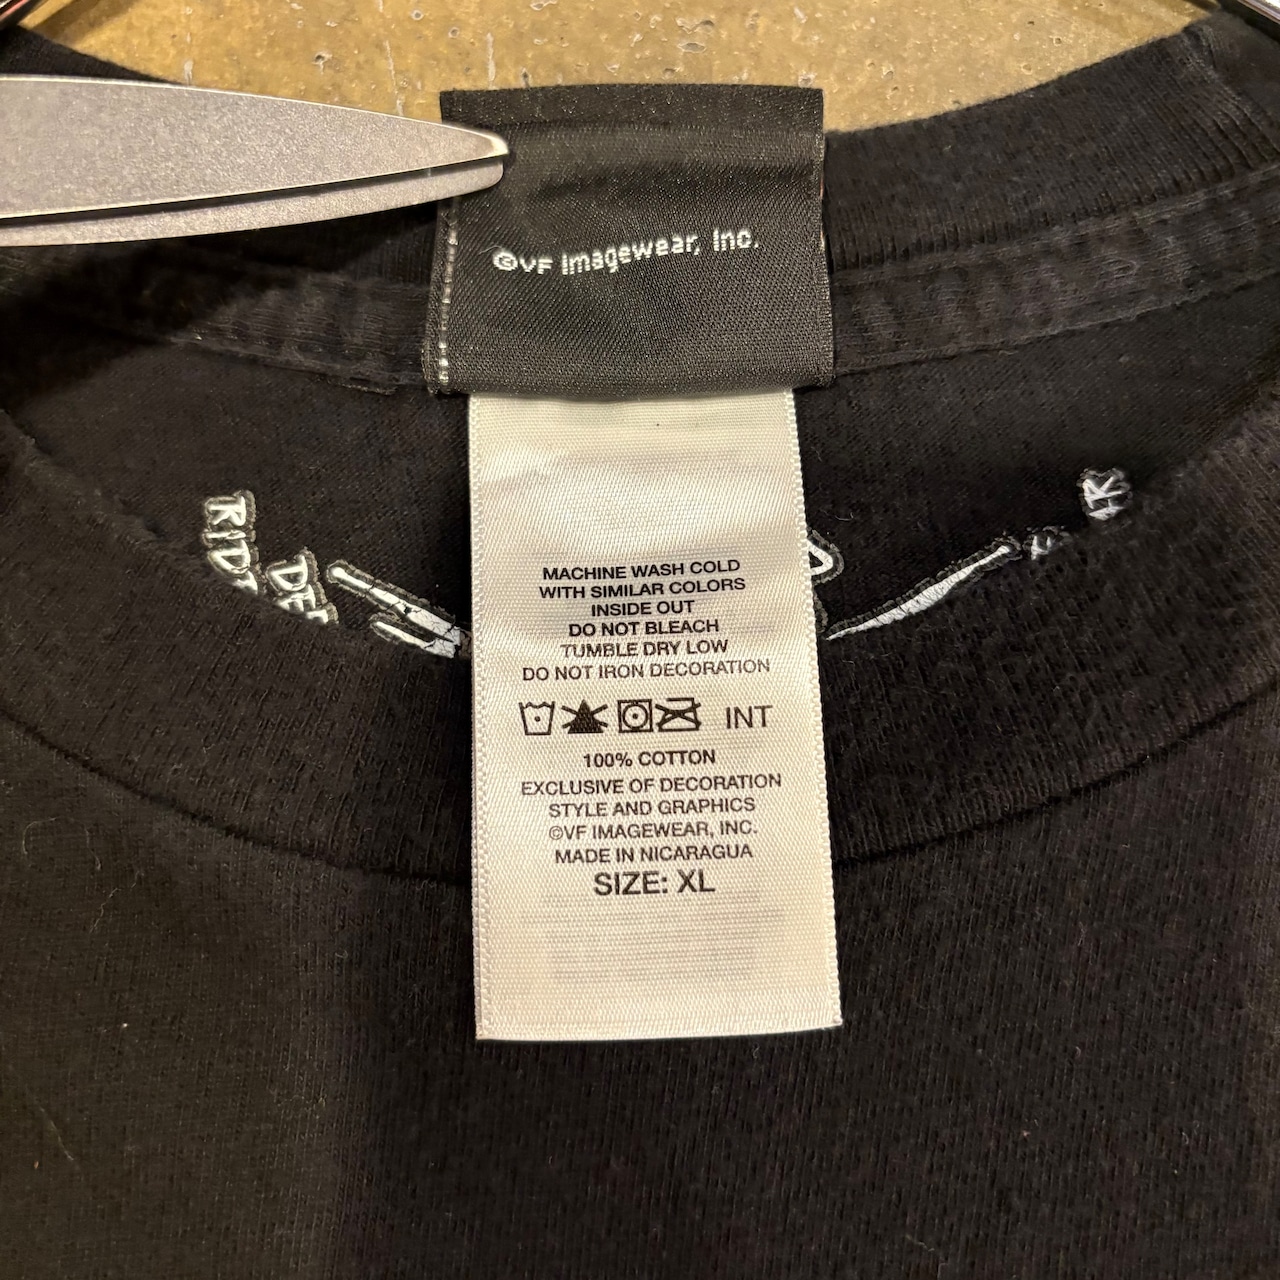 ©VF Imagewear, Inc.
MACHINE WASH COLD
WITH SIMILAR COLORS
INSIDE OUT
DO NOT BLEACH
TUMBLE DRY LOW
DO NOT IRON DECORATION
INT
100% COTTON
EXCLUSIVE OF DECORATION
STYLE AND GRAPHICS
©VF IMAGEWEAR, INC.
MADE IN NICARAGUA
SIZE: XL